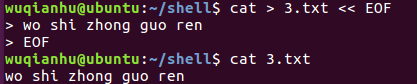 wuqianhu@ubuntu:~/shell$ cat > 3.txt << EOF
> wo shi zhong guo ren
> EOF
wuqianhu@ubuntu:~/shell$ cat 3.txt
wo shi zhong guo ren